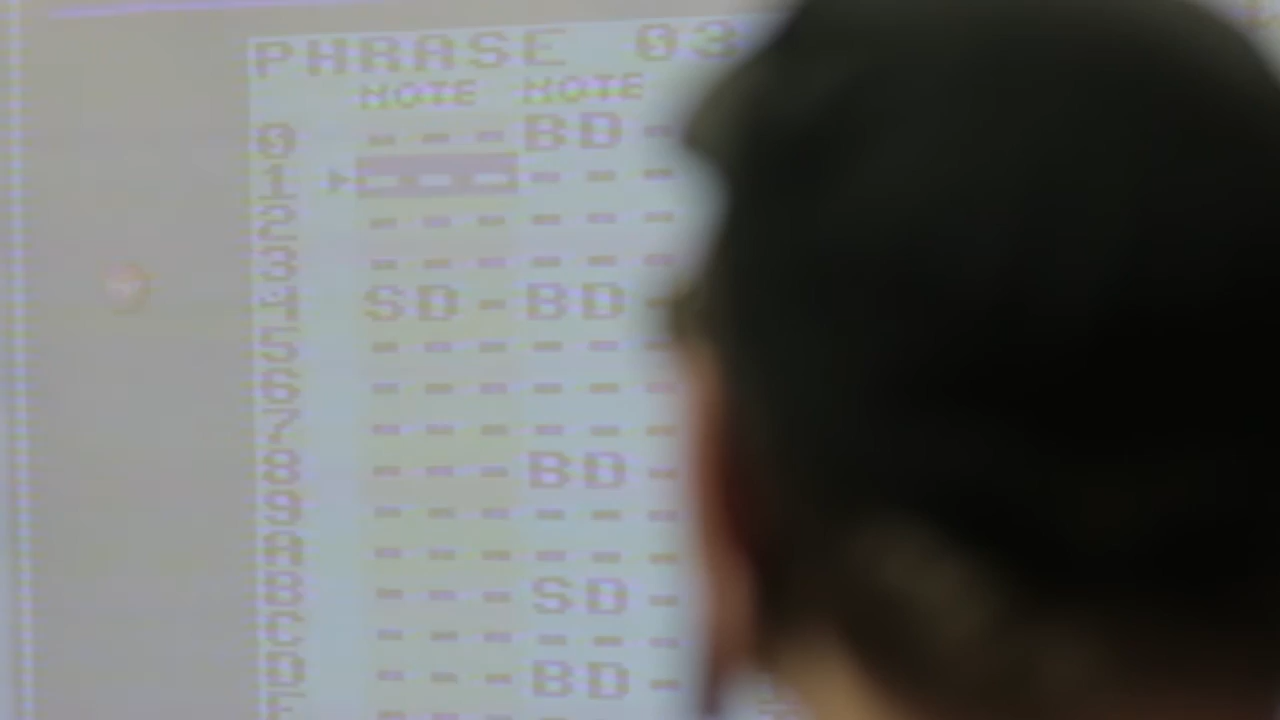 PHRASE 03
NOTE NOTE
0 --- BD-
1 --- ---
2 --- ---
3 --- ---
4 SD- BD-
5 --- ---
6 --- ---
7 --- ---
8 --- BD-
9 --- ---
A --- ---
B --- SD-
C --- ---
D --- BD-